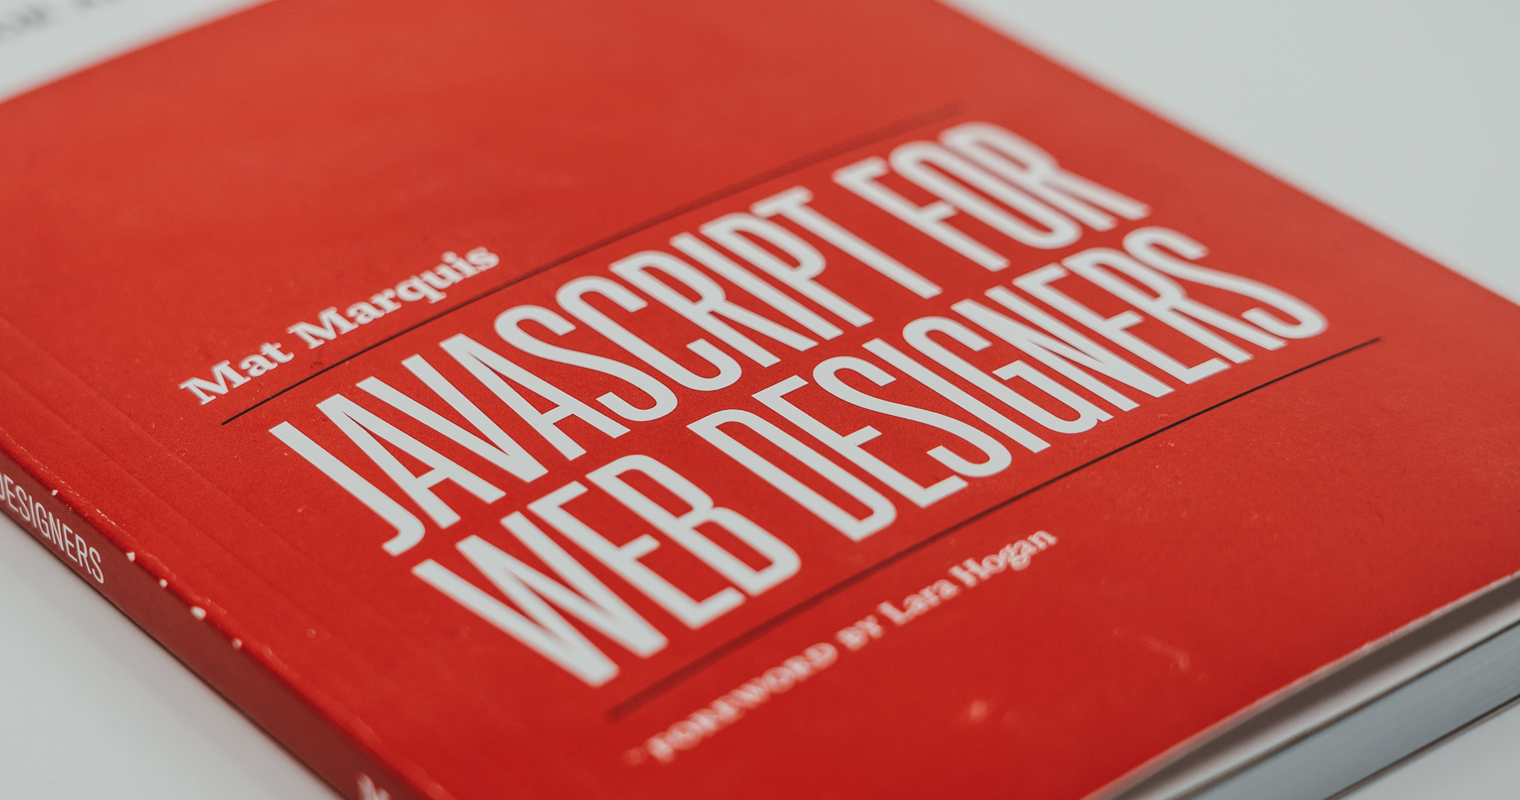 Mat Marquis
JAVASCRIPT FOR
WEB DESIGNERS
FOREWORD BY Lara Hogan
DESIGNERS